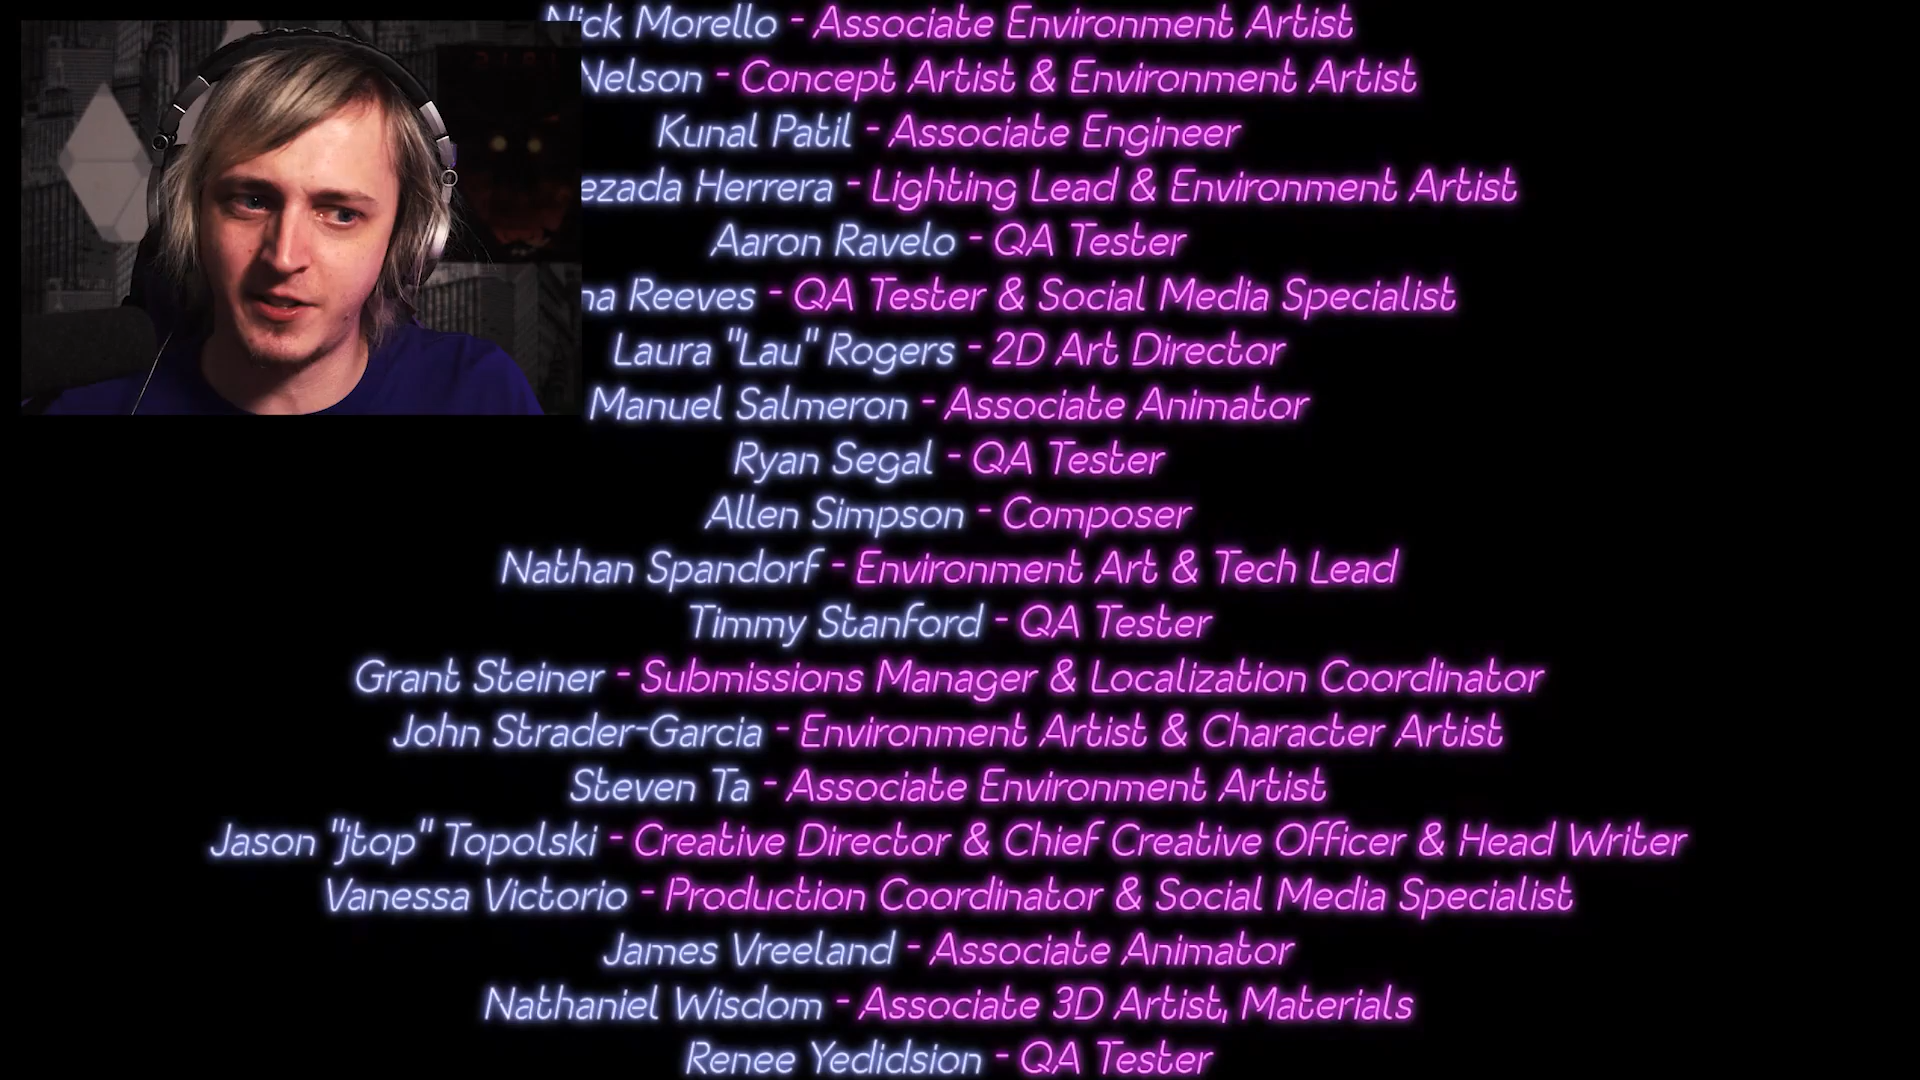 Nick Morello - Associate Environment Artist
Nelson - Concept Artist & Environment Artist
Kunal Patil - Associate Engineer
ezada Herrera - Lighting Lead & Environment Artist
Aaron Ravelo - QA Tester
na Reeves - QA Tester & Social Media Specialist
Laura "Lau" Rogers - 2D Art Director
Manuel Salmeron - Associate Animator
Ryan Segal - QA Tester
Allen Simpson - Composer
Nathan Spandorf - Environment Art & Tech Lead
Timmy Stanford - QA Tester
Grant Steiner - Submissions Manager & Localization Coordinator
John Strader-Garcia - Environment Artist & Character Artist
Steven Ta - Associate Environment Artist
Jason "jtop" Topolski - Creative Director & Chief Creative Officer & Head Writer
Vanessa Victorio - Production Coordinator & Social Media Specialist
James Vreeland - Associate Animator
Nathaniel Wisdom - Associate 3D Artist, Materials
Renee Yedidsion - QA Tester